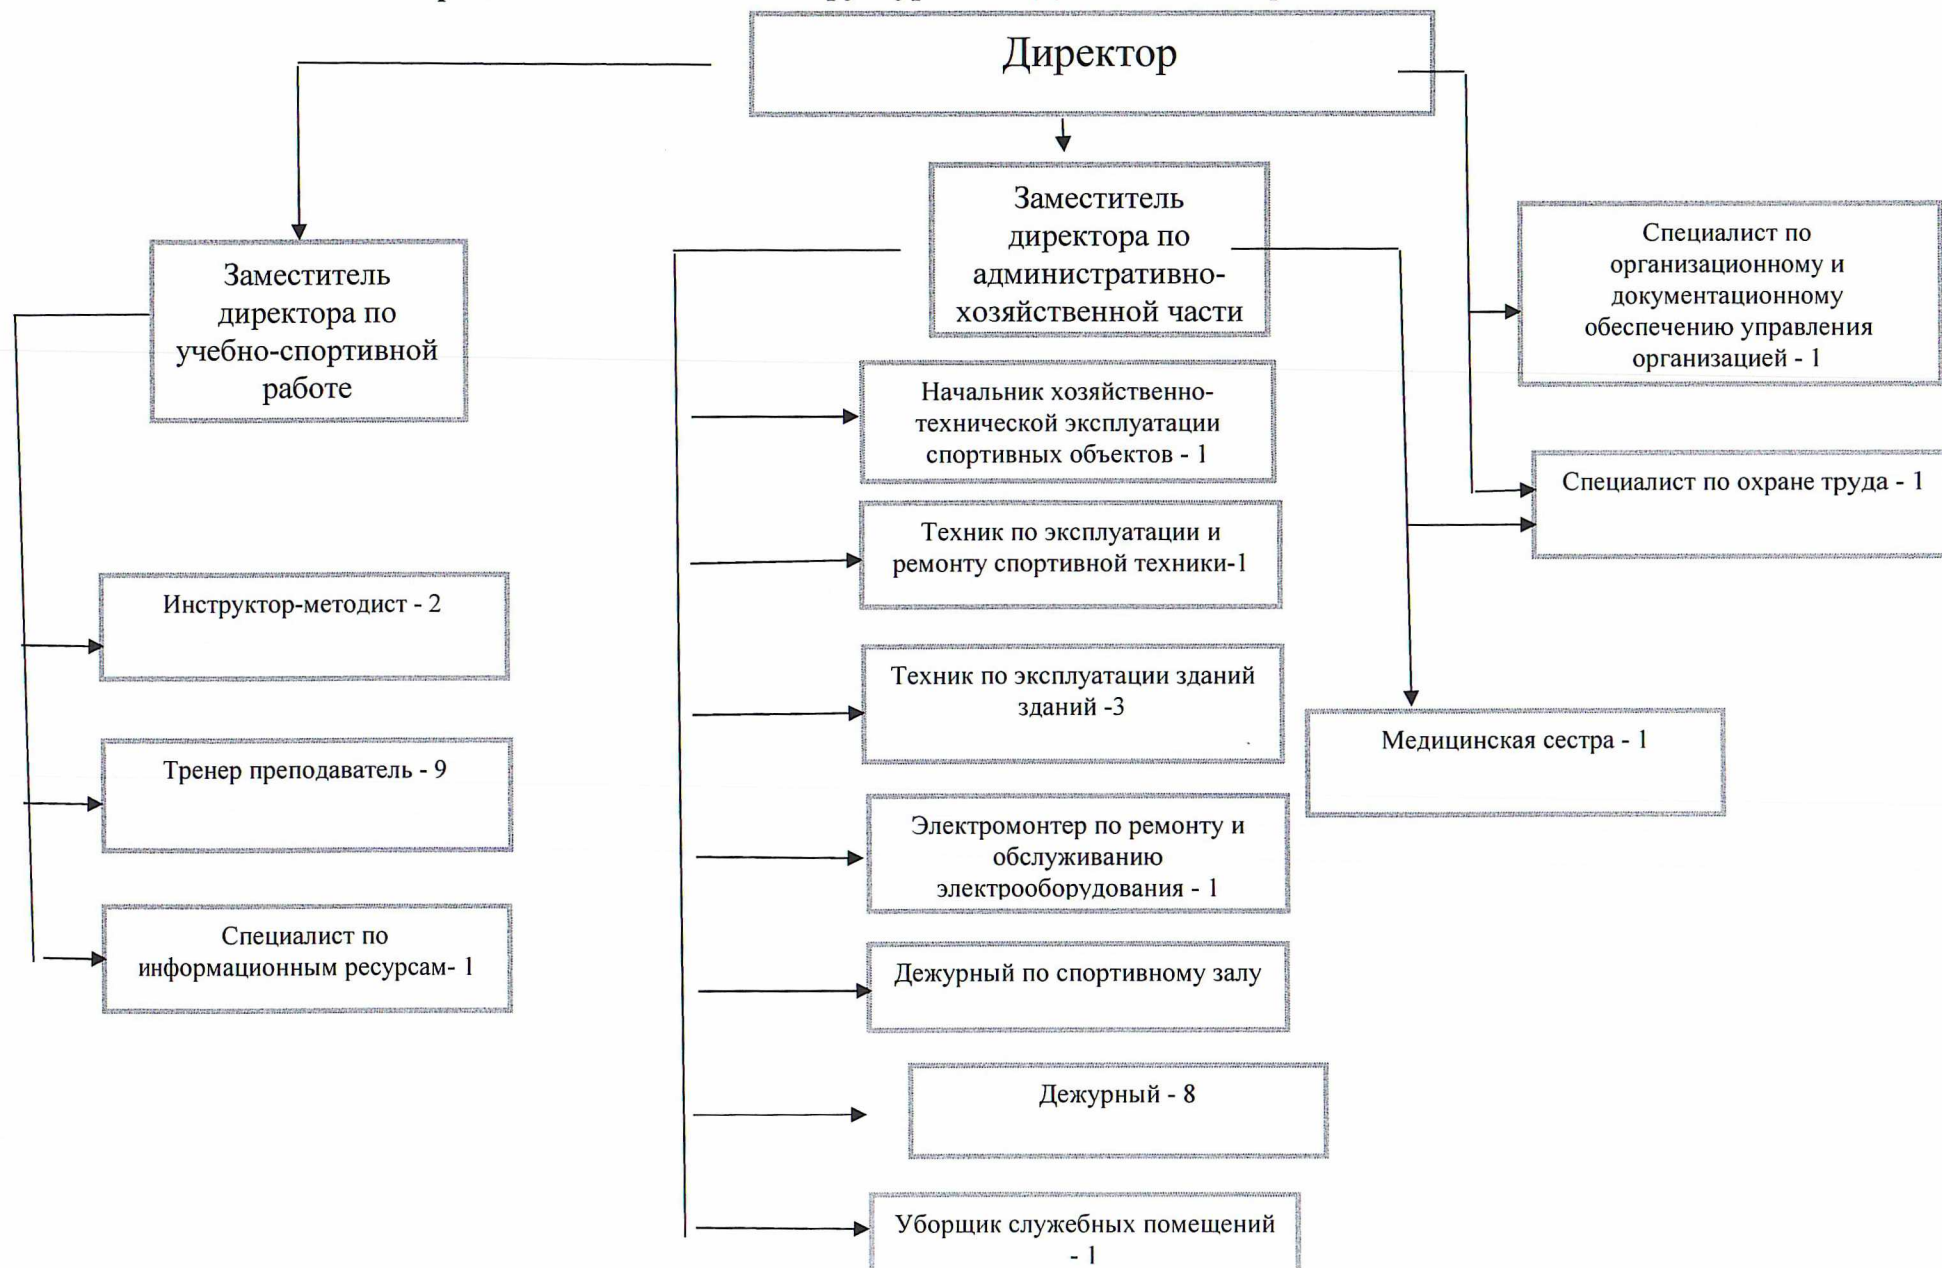 Директор
Заместитель
директора по
административно-
хозяйственной части
Заместитель
директора по
учебно-спортивной
работе
Специалист по
организационному и
документационному
обеспечению управления
организацией - 1
Начальник хозяйственно-
технической эксплуатации
спортивных объектов - 1
Специалист по охране труда - 1
Техник по эксплуатации и
ремонту спортивной техники-1
Инструктор-методист - 2
Техник по эксплуатации зданий
зданий -3
Медицинская сестра - 1
Тренер преподаватель - 9
Электромонтер по ремонту и
обслуживанию
электрооборудования - 1
Специалист по
информационным ресурсам- 1
Дежурный по спортивному залу
Дежурный - 8
Уборщик служебных помещений
- 1